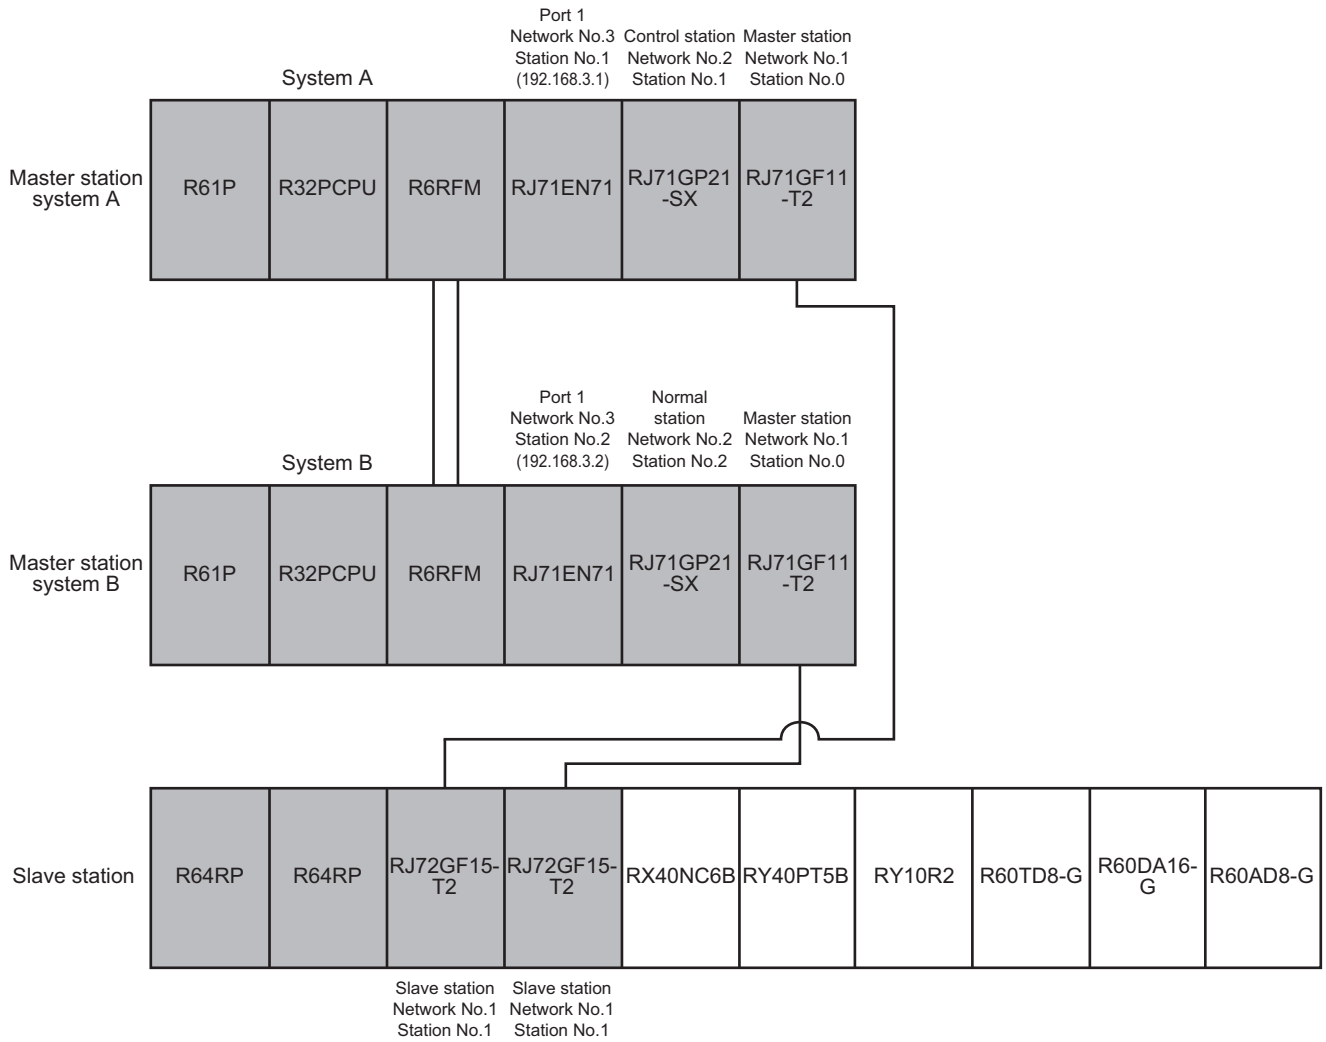 Port 1
Network No.3
Station No.1
(192.168.3.1)
Control station
Network No.2
Station No.1
Master station
Network No.1
Station No.0
System A
Master station
system A
R61P
R32PCPU
R6RFM
RJ71EN71
RJ71GP21
-SX
RJ71GF11
-T2
Port 1
Network No.3
Station No.2
(192.168.3.2)
Normal
station
Network No.2
Station No.2
Master station
Network No.1
Station No.0
System B
Master station
system B
R61P
R32PCPU
R6RFM
RJ71EN71
RJ71GP21
-SX
RJ71GF11
-T2
Slave station
R64RP
R64RP
RJ72GF15-
T2
RJ72GF15-
T2
RX40NC6B
RY40PT5B
RY10R2
R60TD8-G
R60DA16-
G
R60AD8-G
Slave station
Network No.1
Station No.1
Slave station
Network No.1
Station No.1